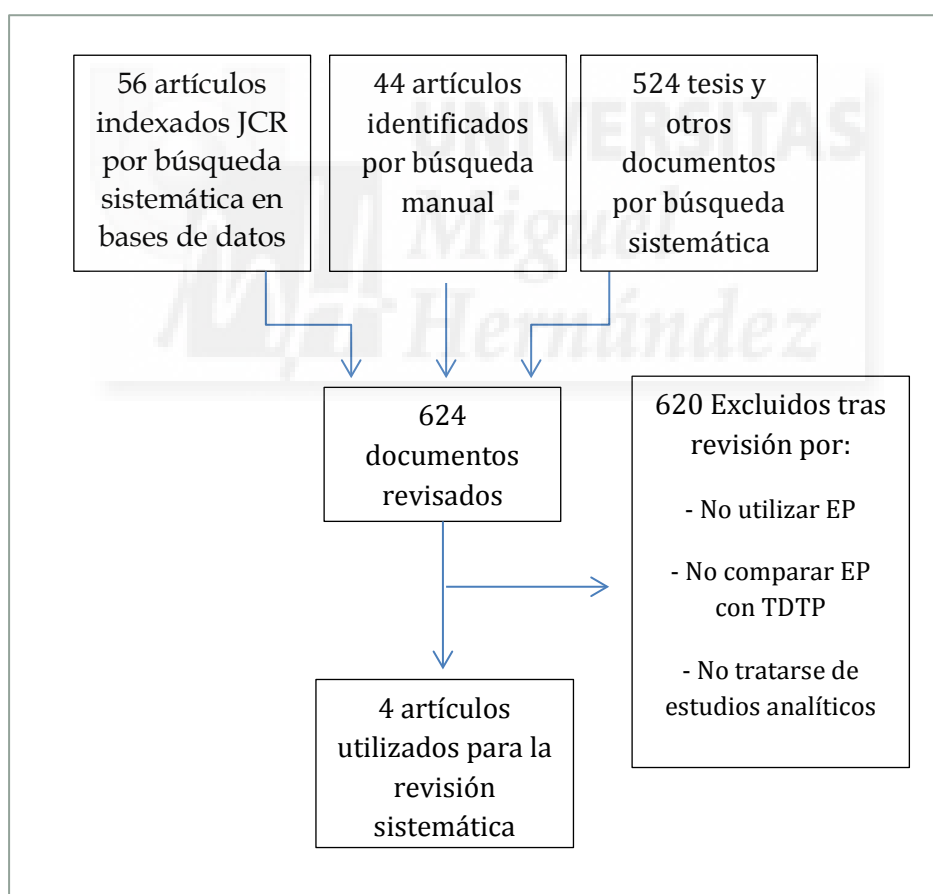 56 artículos
indexados JCR
por búsqueda
sistemática en
bases de datos
44 artículos
identificados
por búsqueda
manual
524 tesis y
otros
documentos
por búsqueda
sistemática
UNIVERSITAS
Miguel
Hernández
624
documentos
revisados
620 Excluidos tras
revisión por:
- No utilizar EP
- No comparar EP
con TDTP
- No tratarse de
estudios analíticos
4 artículos
utilizados para la
revisión
sistemática